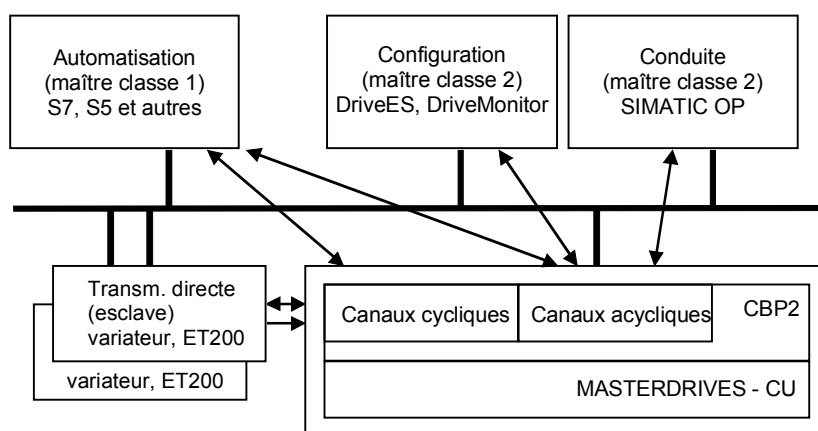 Automatisation
(maître classe 1)
S7, S5 et autres
Configuration
(maître classe 2)
DriveES, DriveMonitor
Conduite
(maître classe 2)
SIMATIC OP
Transm. directe
(esclave)
variateur, ET200
variateur, ET200
Canaux cycliques
Canaux acycliques
CBP2
MASTERDRIVES - CU